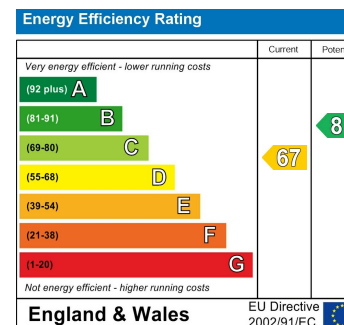 Energy Efficiency Rating
Current
Very energy efficient - lower running costs
(92 plus) A
(81-91) B
(69-80) C
(55-68) D
(39-54) E
(21-38) F
(1-20) G
67
Not energy efficient - higher running costs
England & Wales
EU Directive
2002/91/EC